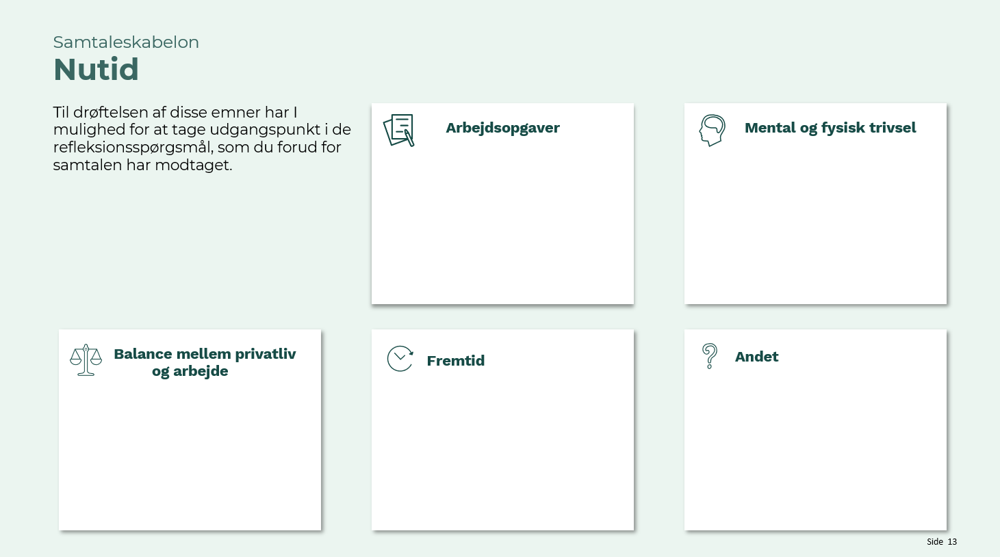 Samtaleskabelon
Nutid
Til drøftelsen af disse emner har I
mulighed for at tage udgangspunkt i de
refleksionsspørgsmål, som du forud for
samtalen har modtaget.
Arbejdsopgaver
Mental og fysisk trivsel
Balance mellem privatliv
og arbejde
Fremtid
Andet
Side 13